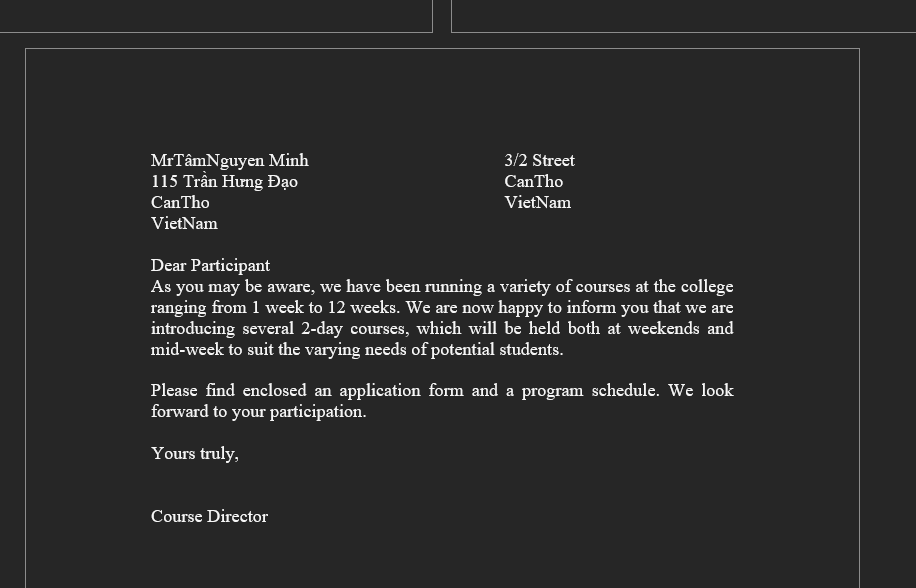 MrTâmNguyen Minh
115 Trần Hưng Đạo
CanTho
VietNam
3/2 Street
CanTho
VietNam
Dear Participant
As you may be aware, we have been running a variety of courses at the college
ranging from 1 week to 12 weeks. We are now happy to inform you that we are
introducing several 2-day courses, which will be held both at weekends and
mid-week to suit the varying needs of potential students.
Please find enclosed an application form and a program schedule. We look
forward to your participation.
Yours truly,
Course Director